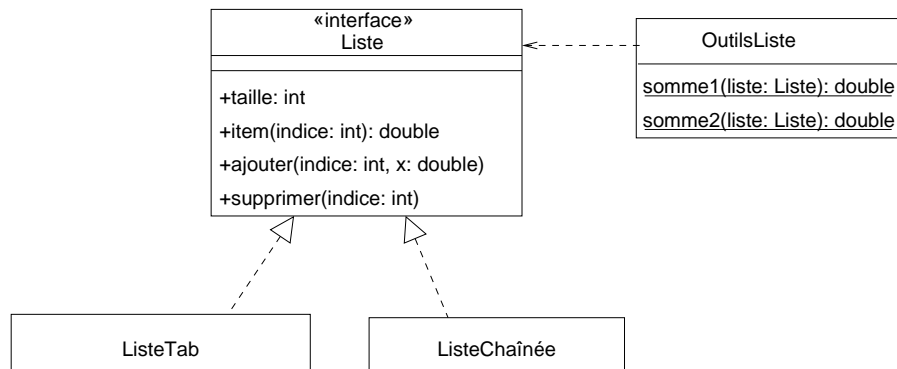 «interface»
Liste
+taille: int
+item(indice: int): double
+ajouter(indice: int, x: double)
+supprimer(indice: int)
OutilsListe
somme1(liste: Liste): double
somme2(liste: Liste): double
ListeTab
ListeChaînée